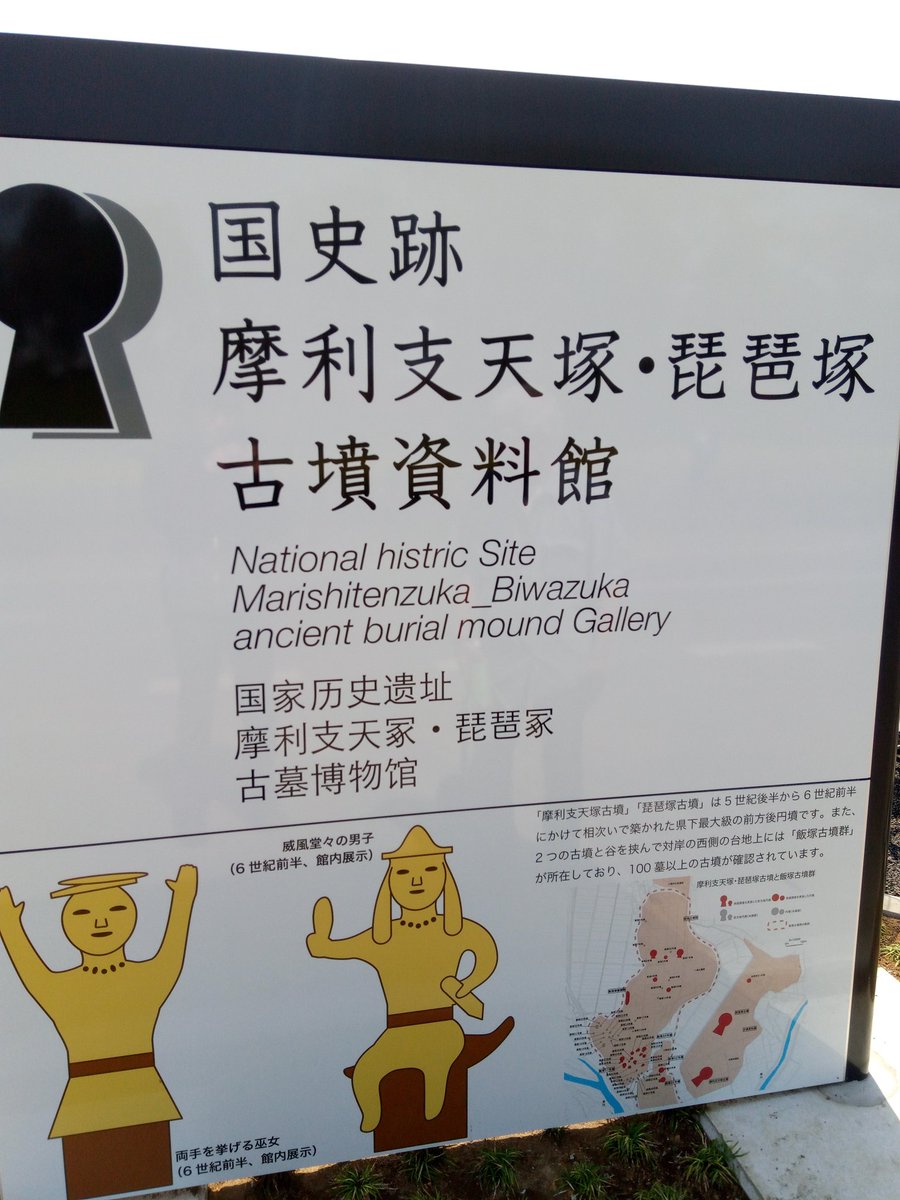 国史跡
摩利支天塚・琵琶塚
古墳資料館
National histric Site
Marishitenzuka_Biwazuka
ancient burial mound Gallery
国家历史遗址
摩利支天冢・琵琶冢
古墓博物馆
「摩利支天塚古墳」「琵琶塚古墳」は5世紀後半から6世紀前半
にかけて相次いで築かれた県下最大級の前方後円墳です。また、
2つの古墳と谷を挟んで対岸の西側の台地上には「飯塚古墳群」
が所在しており、100墓以上の古墳が確認されています。
威風堂々の男子
(6世紀前半、館内展示)
摩利支天塚・琵琶塚古墳と飯塚古墳群
両手を挙げる巫女
(6世紀前半、館内展示)